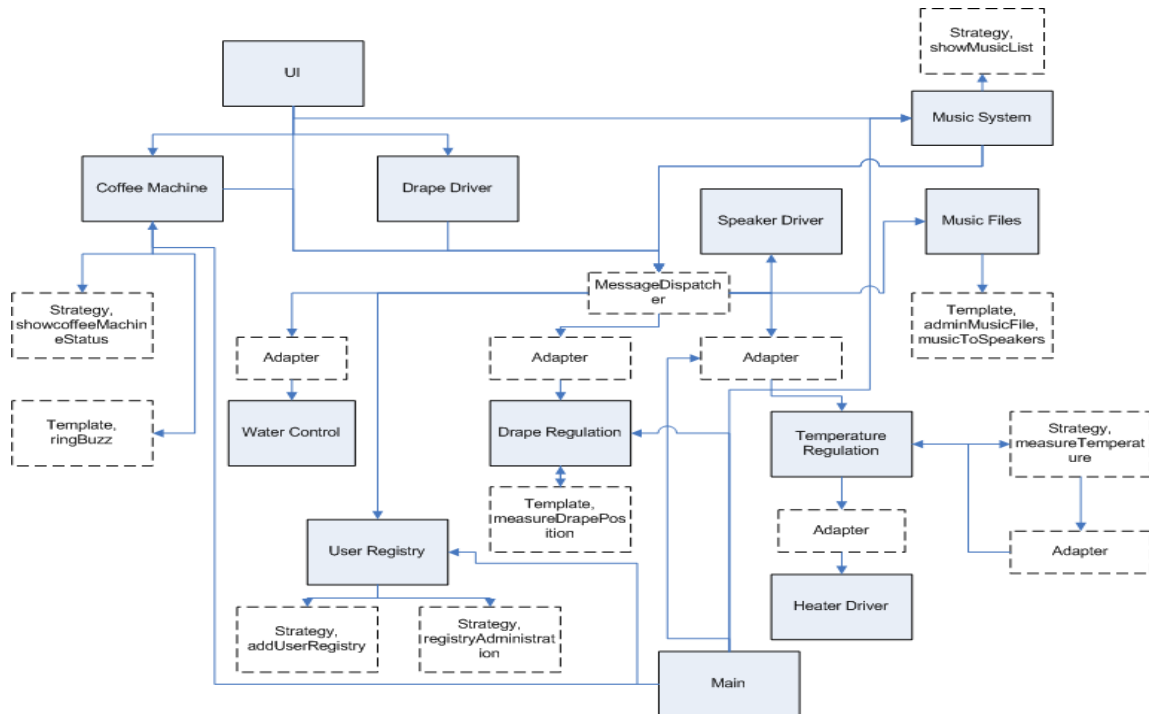 Strategy,
showMusicList
UI
Music System
Coffee Machine
Drape Driver
Speaker Driver
Music Files
MessageDispatch
er
Strategy,
showcoffeeMachin
eStatus
Template,
adminMusicFile,
musicToSpeakers
Adapter
Adapter
Adapter
Template,
ringBuzz
Water Control
Drape Regulation
Temperature
Regulation
Strategy,
measureTemperat
ure
Template,
measureDrapePos
ition
User Registry
Adapter
Adapter
Heater Driver
Strategy,
addUserRegistry
Strategy,
registryAdministrat
ion
Main